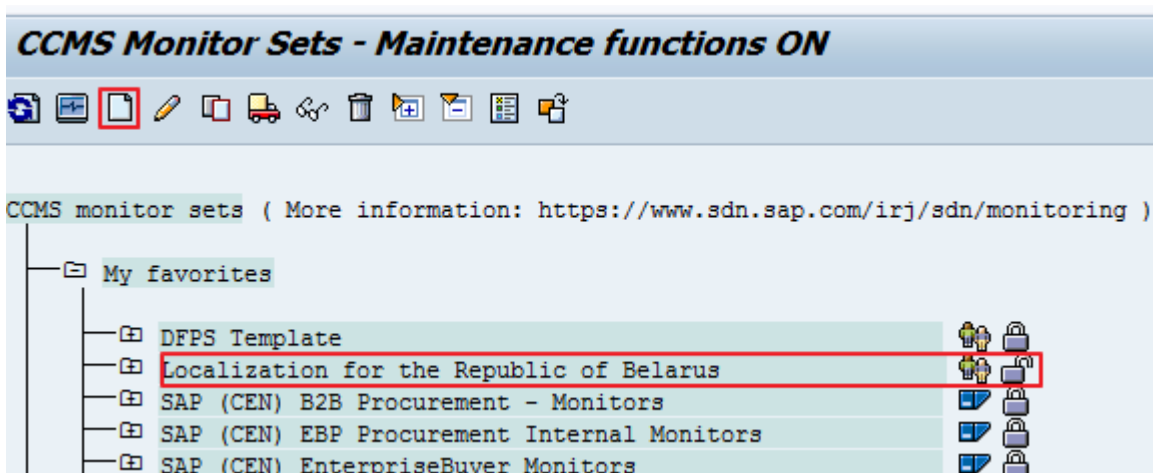 CCMS Monitor Sets - Maintenance functions ON
CCMS monitor sets ( More information: https://www.sdn.sap.com/irj/sdn/monitoring )
My favorites
DFPS Template
Localization for the Republic of Belarus
SAP (CEN) B2B Procurement - Monitors
SAP (CEN) EBP Procurement Internal Monitors
SAP (CEN) EnterpriseBuyer Monitors